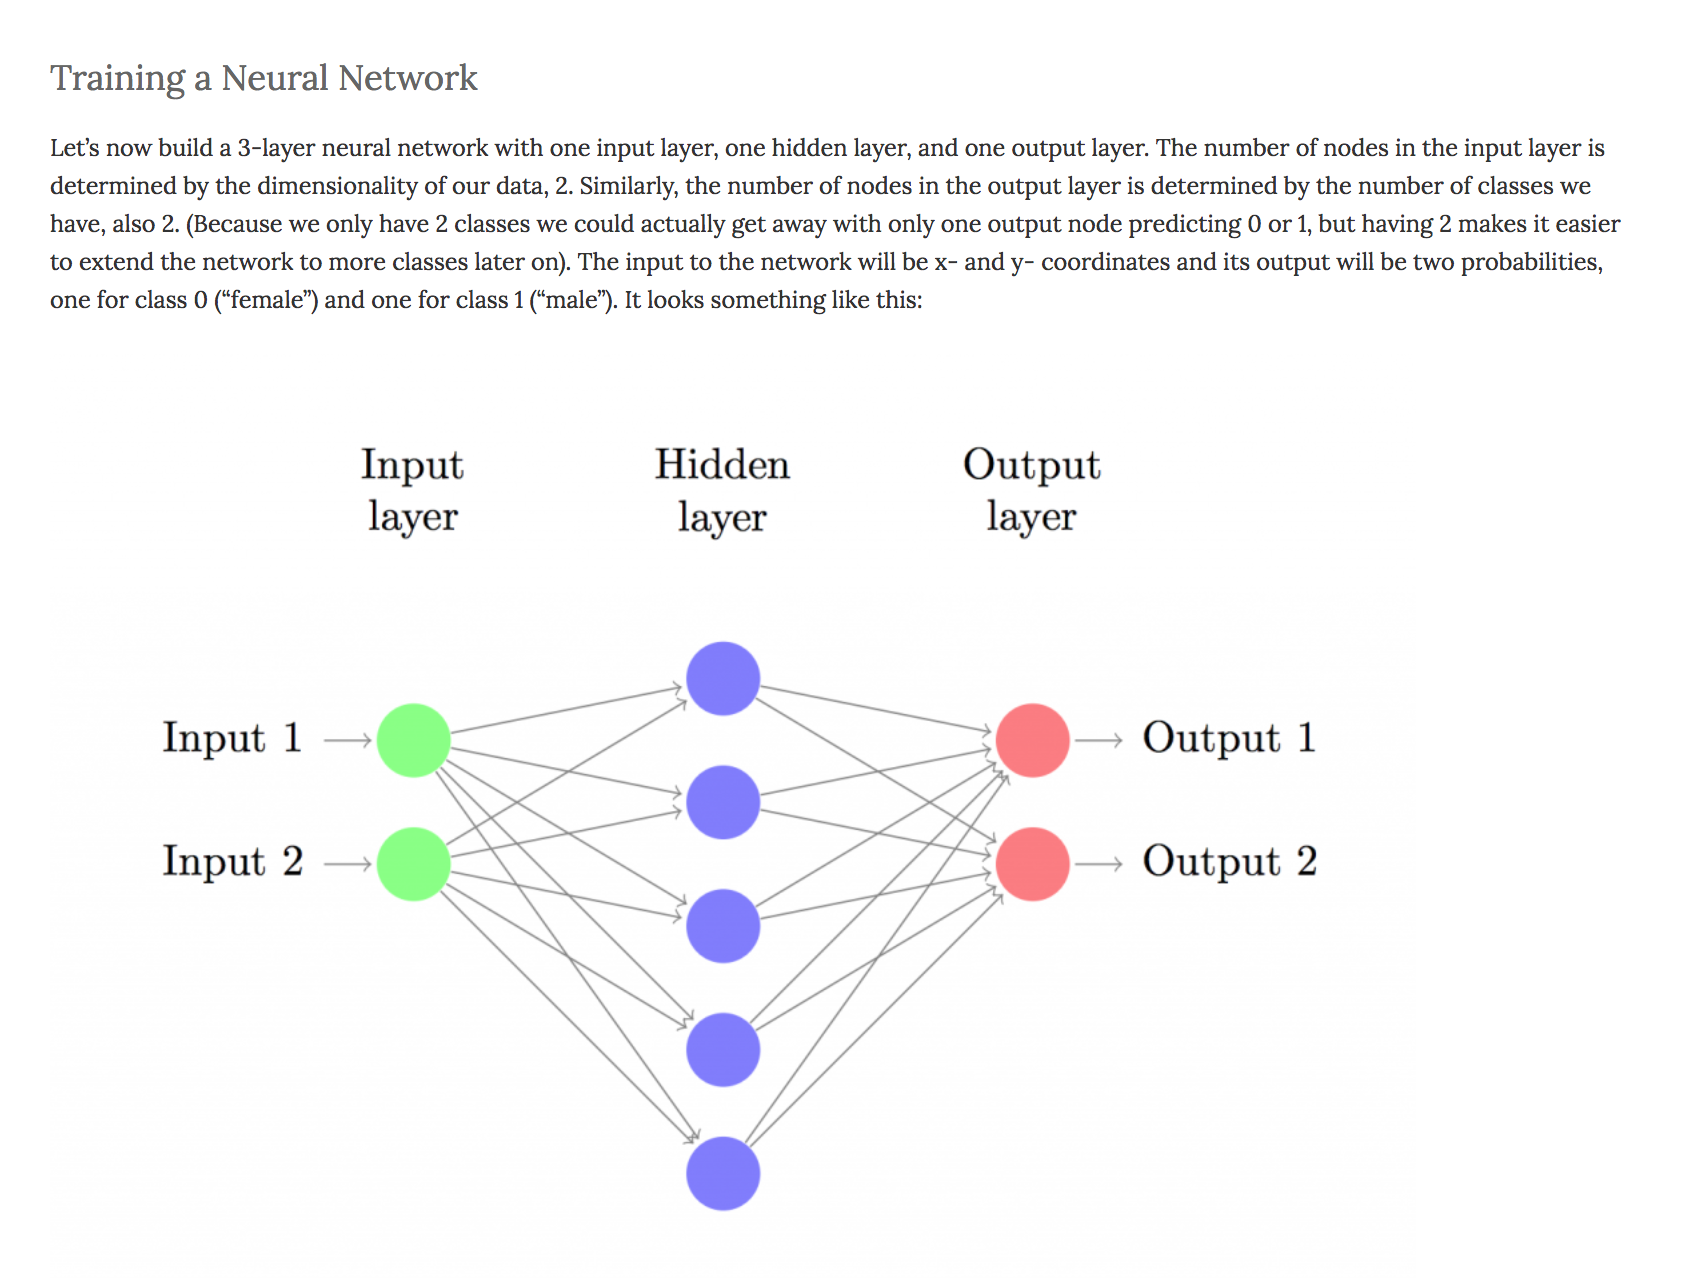 Training a Neural Network
Let’s now build a 3-layer neural network with one input layer, one hidden layer, and one output layer. The number of nodes in the input layer is
determined by the dimensionality of our data, 2. Similarly, the number of nodes in the output layer is determined by the number of classes we
have, also 2. (Because we only have 2 classes we could actually get away with only one output node predicting 0 or 1, but having 2 makes it easier
to extend the network to more classes later on). The input to the network will be x- and y- coordinates and its output will be two probabilities,
one for class 0 (“female”) and one for class 1 (“male”). It looks something like this:
Input
layer
Hidden
layer
Output
layer
Input 1
Output 1
Input 2
Output 2